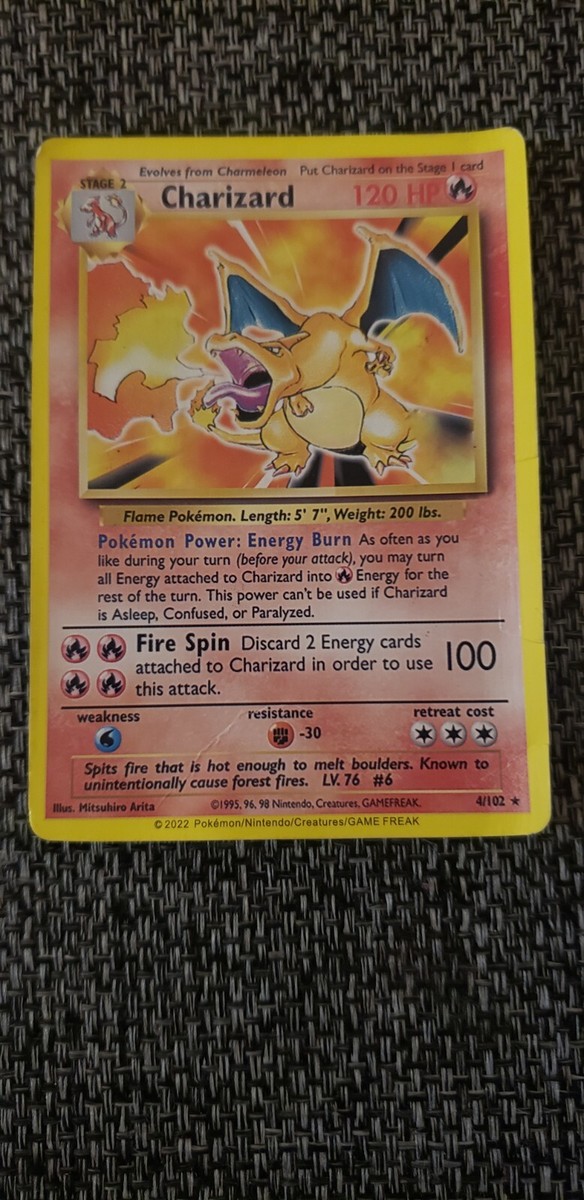 Evolves from Charmeleon Put Charizard on the Stage 1 card
STAGE 2
Charizard 120 HP
Flame Pokémon. Length: 5' 7", Weight: 200 lbs.
Pokémon Power: Energy Burn As often as you
like during your turn (before your attack), you may turn
all Energy attached to Charizard into Energy for the
rest of the turn. This power can't be used if Charizard
is Asleep, Confused, or Paralyzed.
Fire Spin Discard 2 Energy cards
attached to Charizard in order to use 100
this attack.
weakness resistance retreat cost
-30
Spits fire that is hot enough to melt boulders. Known to
unintentionally cause forest fires. LV. 76 #6
Illus. Mitsuhiro Arita ©1995, 96, 98 Nintendo, Creatures, GAMEFREAK. 4/102 ★
© 2022 Pokémon/Nintendo/Creatures/GAME FREAK